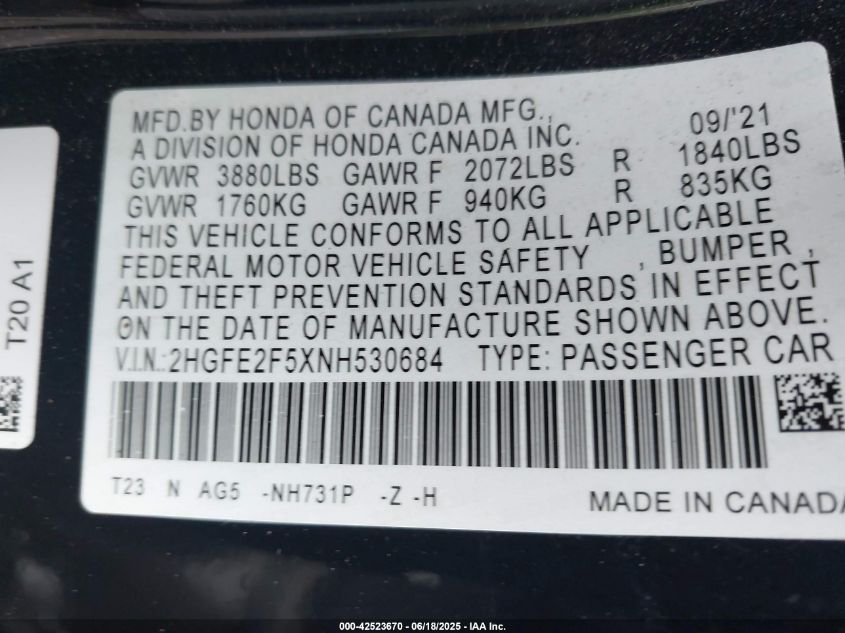 MFD.BY HONDA OF CANADA MFG., 09/'21
A DIVISION OF HONDA CANADA INC.
GVWR 3880LBS GAWR F 2072LBS R 1840LBS
GVWR 1760KG GAWR F 940KG R 835KG
THIS VEHICLE CONFORMS TO ALL APPLICABLE
FEDERAL MOTOR VEHICLE SAFETY , BUMPER ,
AND THEFT PREVENTION STANDARDS IN EFFECT
ON THE DATE OF MANUFACTURE SHOWN ABOVE.
V.I.N.:2HGFE2F5XNH530684 TYPE: PASSENGER CAR
T23 N AG5 -NH731P -Z -H
MADE IN CANADA
T20 A1
000-42523670 - 06/18/2025 - IAA Inc.